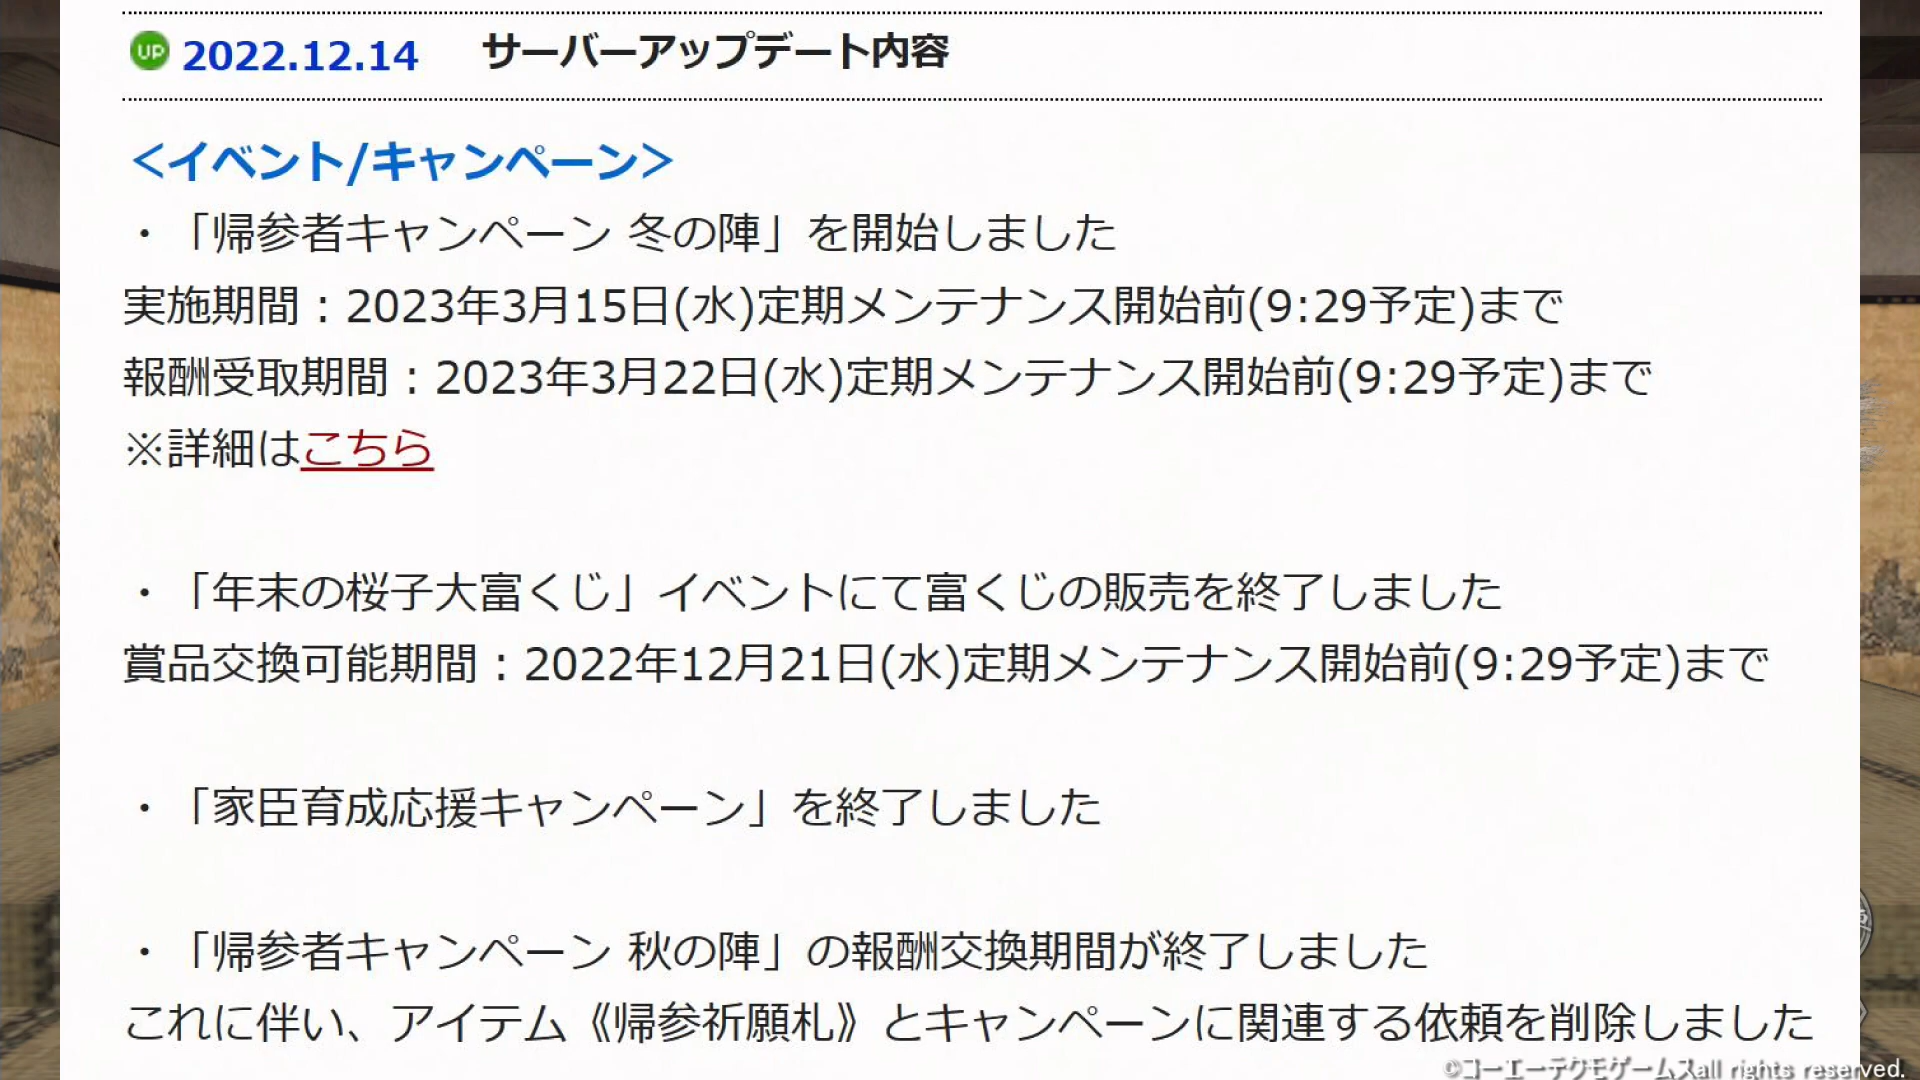 UP 2022.12.14 サーバーアップデート内容
＜イベント/キャンペーン＞
・「帰参者キャンペーン 冬の陣」を開始しました
実施期間：2023年3月15日(水)定期メンテナンス開始前(9:29予定)まで
報酬受取期間：2023年3月22日(水)定期メンテナンス開始前(9:29予定)まで
※詳細はこちら
・「年末の桜子大富くじ」イベントにて富くじの販売を終了しました
賞品交換可能期間：2022年12月21日(水)定期メンテナンス開始前(9:29予定)まで
・「家臣育成応援キャンペーン」を終了しました
・「帰参者キャンペーン 秋の陣」の報酬交換期間が終了しました
これに伴い、アイテム《帰参祈願札》とキャンペーンに関連する依頼を削除しました
©コーエーテクモゲームスall rights reserved.